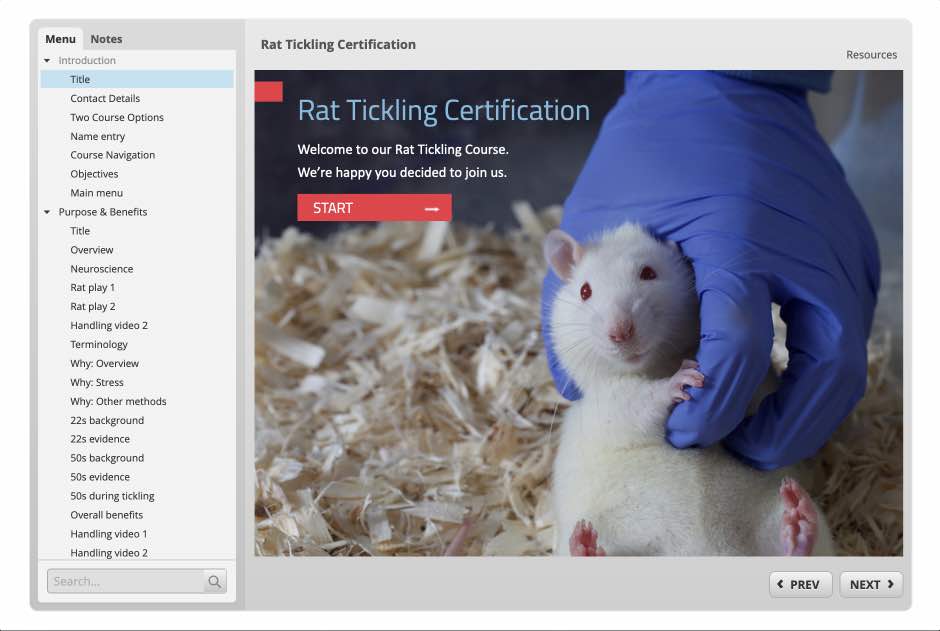 Menu
Notes
Introduction
Title
Contact Details
Two Course Options
Name entry
Course Navigation
Objectives
Main menu
Purpose & Benefits
Title
Overview
Neuroscience
Rat play 1
Rat play 2
Handling video 2
Terminology
Why: Overview
Why: Stress
Why: Other methods
22s background
22s evidence
50s background
50s evidence
50s during tickling
Overall benefits
Handling video 1
Handling video 2
Search...
Rat Tickling Certification
Resources
Rat Tickling Certification
Welcome to our Rat Tickling Course.
We’re happy you decided to join us.
START
PREV
NEXT